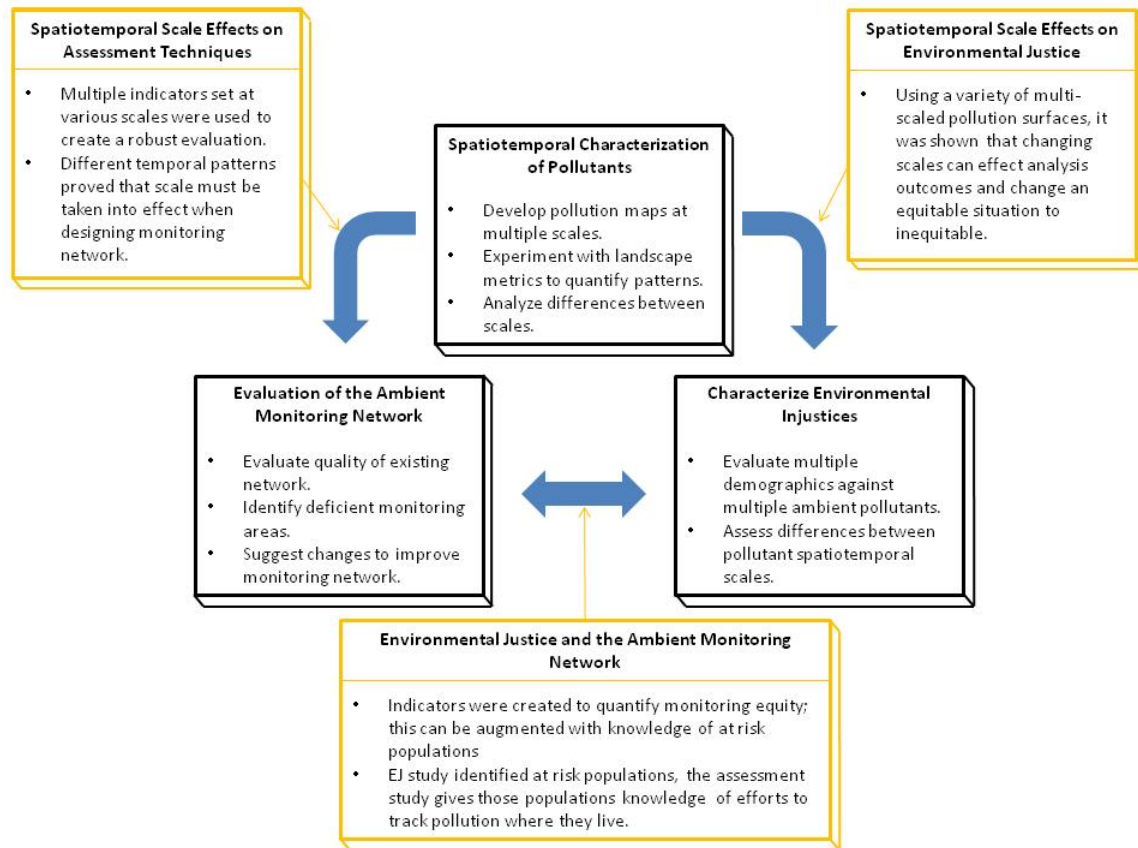 Spatiotemporal Scale Effects on
Assessment Techniques
• Multiple indicators set at
various scales were used to
create a robust evaluation.
• Different temporal patterns
proved that scale must be
taken into effect when
designing monitoring
network.
Spatiotemporal Characterization
of Pollutants
• Develop pollution maps at
multiple scales.
• Experiment with landscape
metrics to quantify patterns.
• Analyze differences between
scales.
Spatiotemporal Scale Effects on
Environmental Justice
• Using a variety of multi-
scaled pollution surfaces, it
was shown that changing
scales can effect analysis
outcomes and change an
equitable situation to
inequitable.
Evaluation of the Ambient
Monitoring Network
• Evaluate quality of existing
network.
• Identify deficient monitoring
areas.
• Suggest changes to improve
monitoring network.
Characterize Environmental
Injustices
• Evaluate multiple
demographics against
multiple ambient pollutants.
• Assess differences between
pollutant spatiotemporal
scales.
Environmental Justice and the Ambient Monitoring
Network
• Indicators were created to quantify monitoring equity;
this can be augmented with knowledge of at risk
populations
• EJ study identified at risk populations, the assessment
study gives those populations knowledge of efforts to
track pollution where they live.